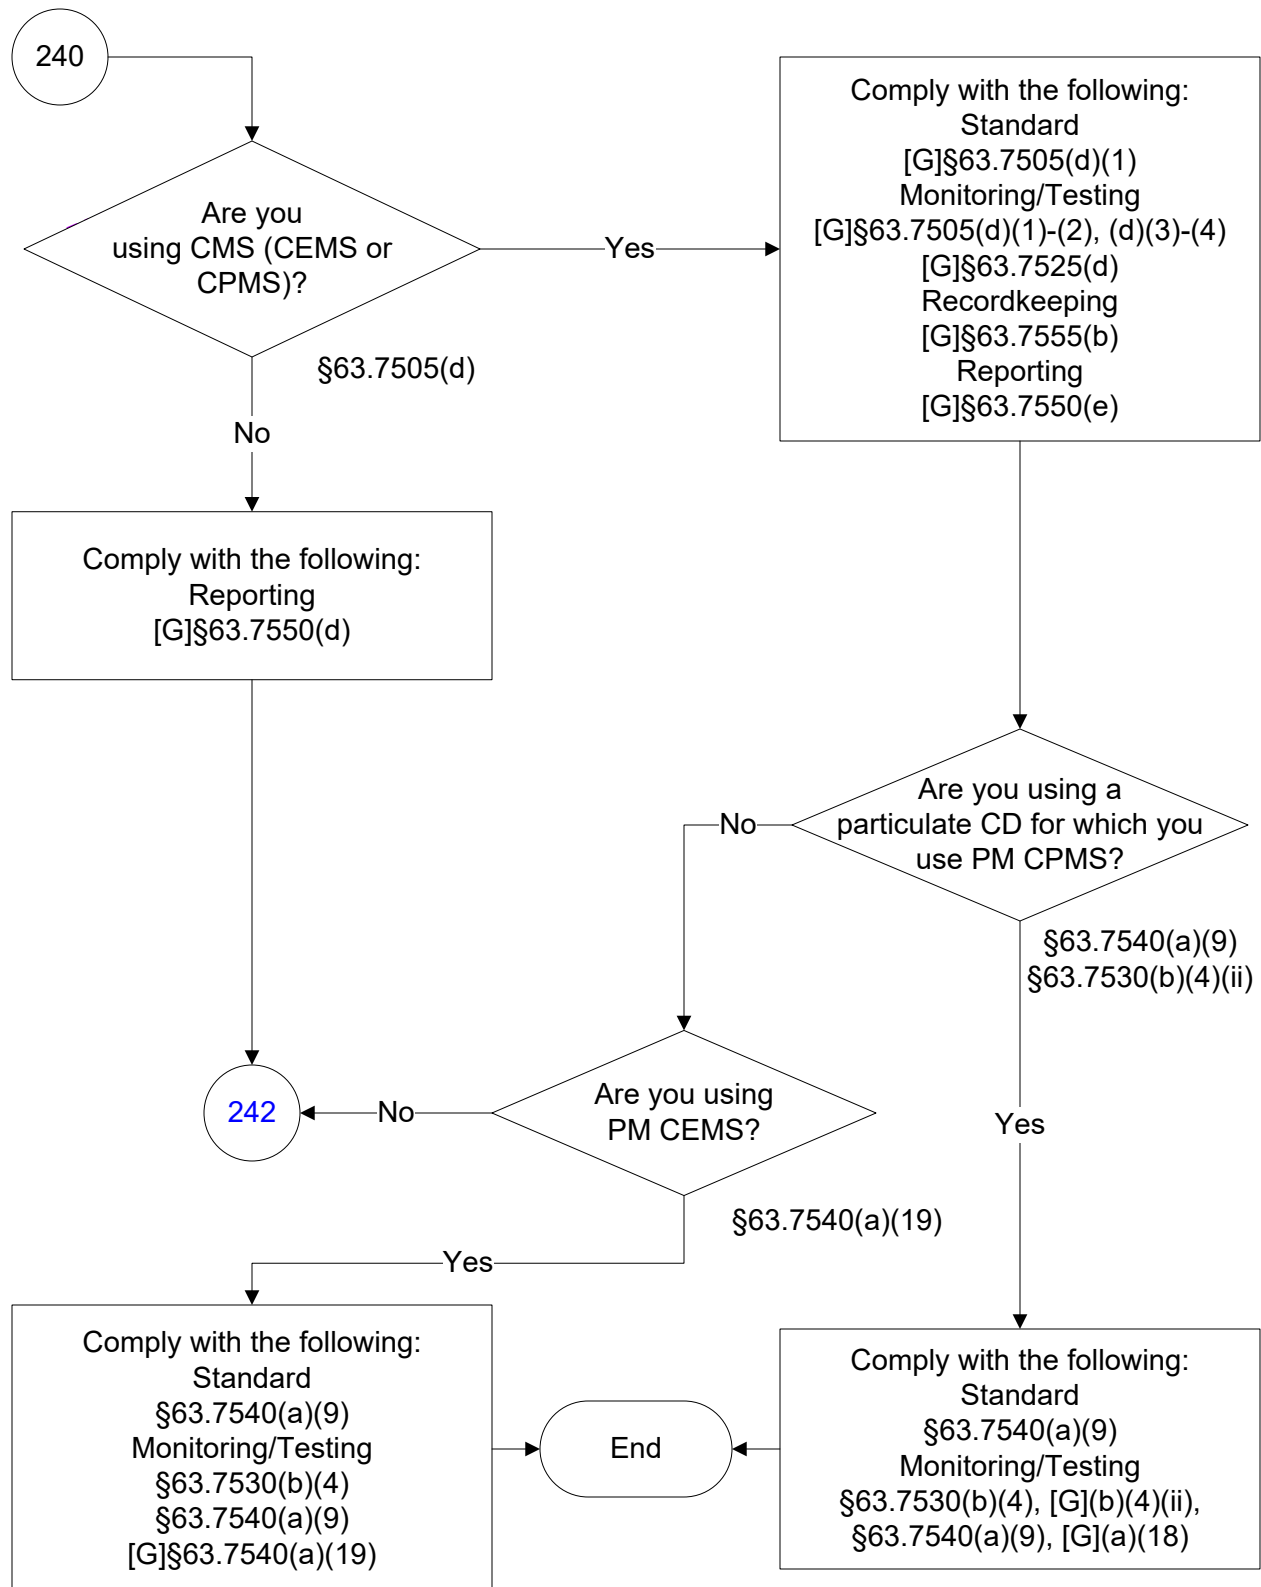 240
Are you
using CMS (CEMS or
CPMS)?
§63.7505(d)
Yes
No
Comply with the following:
Standard
[G]§63.7505(d)(1)
Monitoring/Testing
[G]§63.7505(d)(1)-(2), (d)(3)-(4)
[G]§63.7525(d)
Recordkeeping
[G]§63.7555(b)
Reporting
[G]§63.7550(e)
Comply with the following:
Reporting
[G]§63.7550(d)
Are you using a
particulate CD for which you
use PM CPMS?
§63.7540(a)(9)
§63.7530(b)(4)(ii)
No
Yes
Are you using
PM CEMS?
§63.7540(a)(19)
No
242
Yes
Comply with the following:
Standard
§63.7540(a)(9)
Monitoring/Testing
§63.7530(b)(4)
§63.7540(a)(9)
[G]§63.7540(a)(19)
End
Comply with the following:
Standard
§63.7540(a)(9)
Monitoring/Testing
§63.7530(b)(4), [G](b)(4)(ii),
§63.7540(a)(9), [G](a)(18)